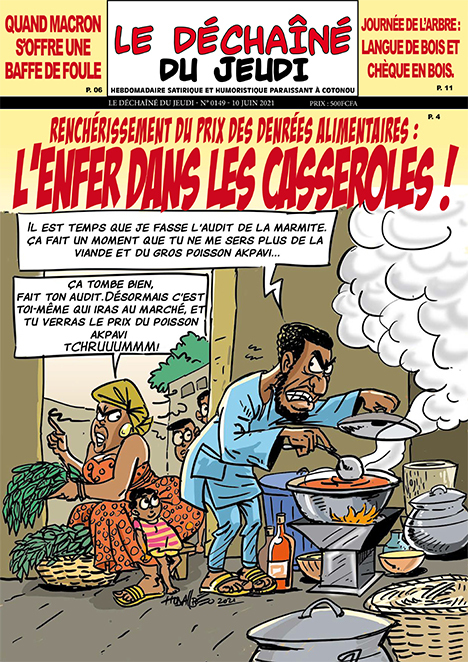 QUAND MACRON
S'OFFRE UNE
BAFFE DE FOULE
P. 06
LE DÉCHAÎNÉ
DU JEUDI
HEBDOMADAIRE SATIRIQUE ET HUMORISTIQUE PARAISSANT À COTONOU
JOURNÉE DE L'ARBRE :
LANGUE DE BOIS ET
CHÈQUE EN BOIS.
P. 11
LE DÉCHAÎNÉ DU JEUDI - N° 0149 - 10 JUIN 2021
PRIX : 500FCFA
P. 4
RENCHÉRISSEMENT DU PRIX DES DENRÉES ALIMENTAIRES :
L'ENFER DANS LES CASSEROLES !
IL EST TEMPS QUE JE FASSE L'AUDIT DE LA MARMITE.
ÇA FAIT UN MOMENT QUE TU NE ME SERS PLUS DE LA
VIANDE ET DU GROS POISSON AKPAVI...
ÇA TOMBE BIEN,
FAIT TON AUDIT.DÉSORMAIS C'EST
TOI-MÊME QUI IRAS AU MARCHÉ, ET
TU VERRAS LE PRIX DU POISSON
AKPAVI
TCHRUUUMMM!
2021